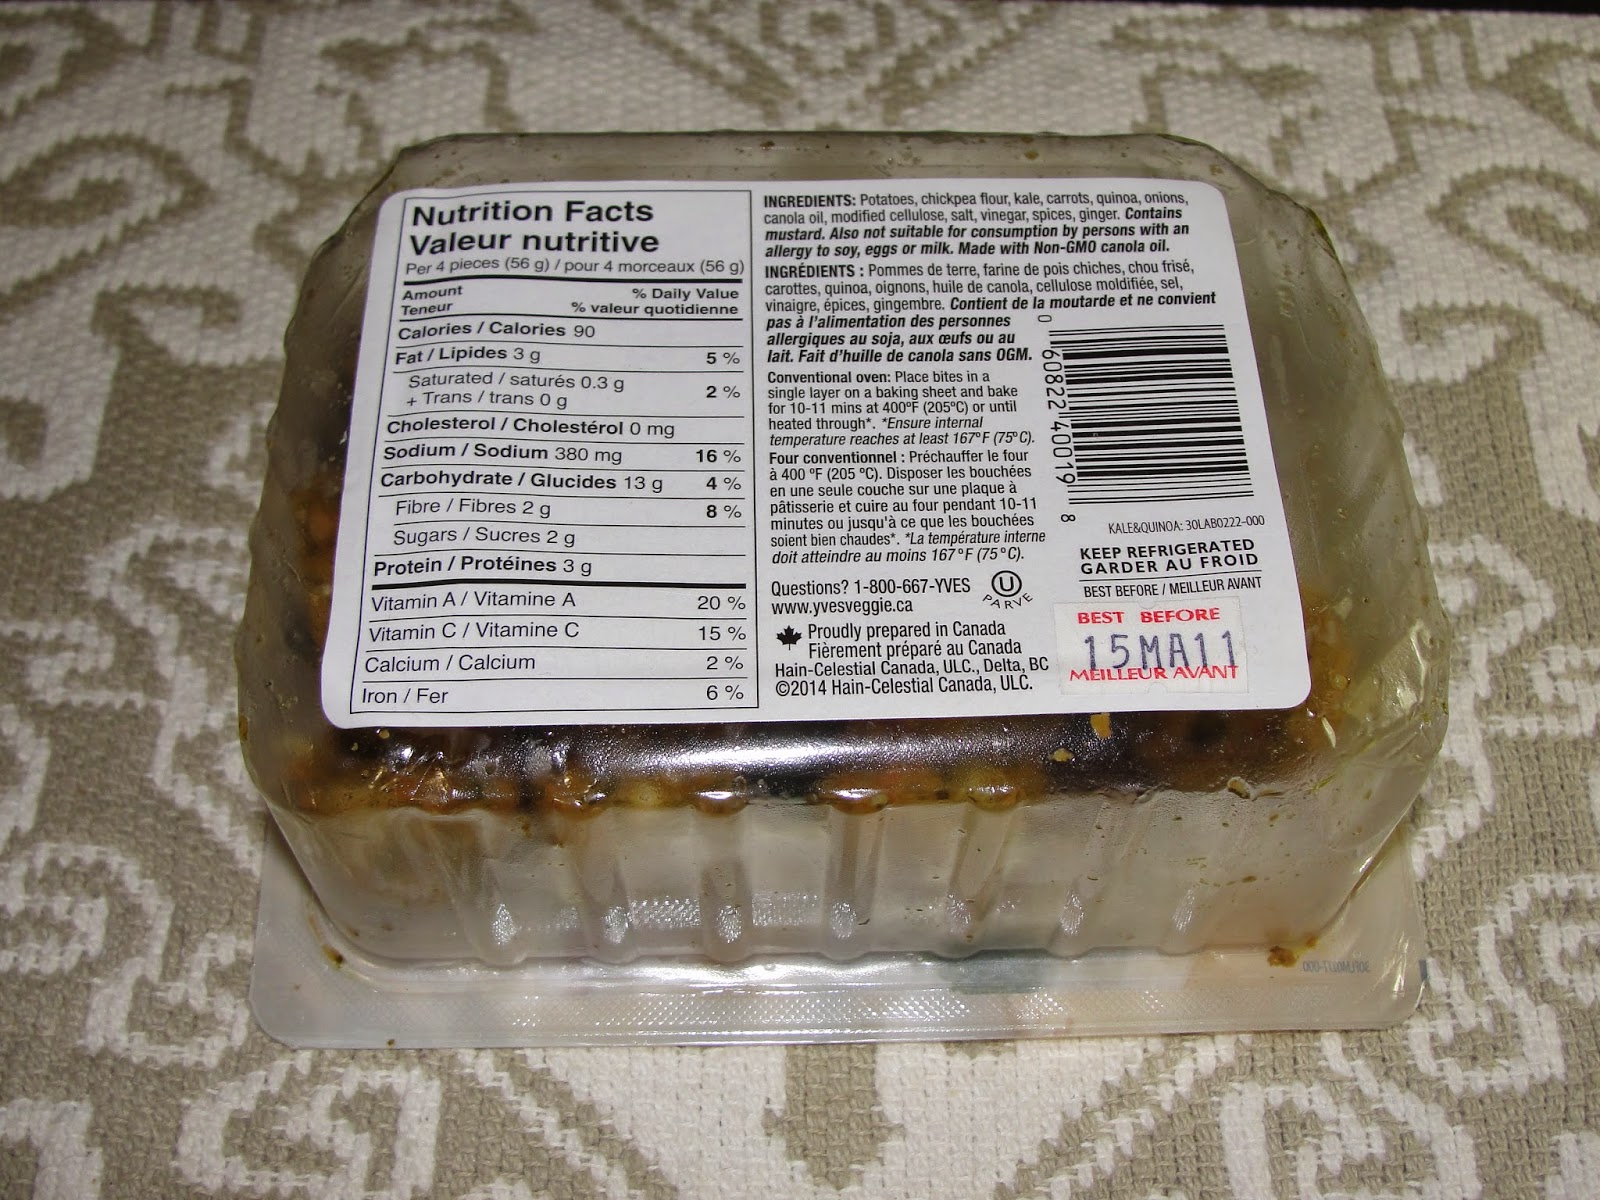 Nutrition Facts
Valeur nutritive
Per 4 pieces (56 g) / pour 4 morceaux (56 g)
Amount % Daily Value
Teneur % valeur quotidienne
Calories / Calories 90
Fat / Lipides 3 g 5 %
Saturated / saturés 0.3 g
+ Trans / trans 0 g 2 %
Cholesterol / Cholestérol 0 mg
Sodium / Sodium 380 mg 16 %
Carbohydrate / Glucides 13 g 4 %
Fibre / Fibres 2 g 8 %
Sugars / Sucres 2 g
Protein / Protéines 3 g
Vitamin A / Vitamine A 20 %
Vitamin C / Vitamine C 15 %
Calcium / Calcium 2 %
Iron / Fer 6 %
INGREDIENTS: Potatoes, chickpea flour, kale, carrots, quinoa, onions,
canola oil, modified cellulose, salt, vinegar, spices, ginger. Contains
mustard. Also not suitable for consumption by persons with an
allergy to soy, eggs or milk. Made with Non-GMO canola oil.
INGRÉDIENTS : Pommes de terre, farine de pois chiches, chou frisé,
carottes, quinoa, oignons, huile de canola, cellulose moldifiée, sel,
vinaigre, épices, gingembre. Contient de la moutarde et ne convient
pas à l'alimentation des personnes
allergiques au soja, aux œufs ou au
lait. Fait d'huille de canola sans OGM.
Conventional oven: Place bites in a
single layer on a baking sheet and bake
for 10-11 mins at 400ºF (205ºC) or until
heated through*. *Ensure internal
temperature reaches at least 167ºF (75ºC).
Four conventionnel : Préchauffer le four
à 400 ºF (205 ºC). Disposer les bouchées
en une seule couche sur une plaque à
pâtisserie et cuire au four pendant 10-11
minutes ou jusqu'à ce que les bouchées
soient bien chaudes*. *La température interne
doit atteindre au moins 167ºF (75ºC).
Questions? 1-800-667-YVES
www.yvesveggie.ca
U
PARVE
Proudly prepared in Canada
Fièrement préparé au Canada
Hain-Celestial Canada, ULC., Delta, BC
©2014 Hain-Celestial Canada, ULC.
0 60822 40019 8
KALE&QUINOA: 30LAB0222-000
KEEP REFRIGERATED
GARDER AU FROID
BEST BEFORE / MEILLEUR AVANT
BEST BEFORE
15MA11
MEILLEUR AVANT